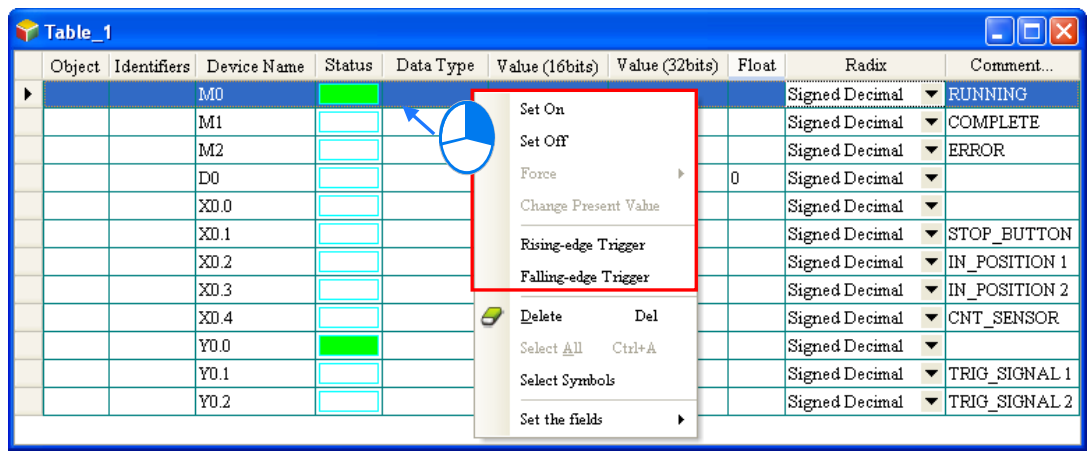 Table_1
Object Identifiers Device Name Status Data Type Value (16bits) Value (32bits) Float Radix Comment...
M0 Signed Decimal RUNNING
M1 Signed Decimal COMPLETE
M2 Signed Decimal ERROR
D0 0 Signed Decimal
X0.0 Signed Decimal
X0.1 Signed Decimal STOP_BUTTON
X0.2 Signed Decimal IN_POSITION 1
X0.3 Signed Decimal IN_POSITION 2
X0.4 Signed Decimal CNT_SENSOR
Y0.0 Signed Decimal
Y0.1 Signed Decimal TRIG_SIGNAL 1
Y0.2 Signed Decimal TRIG_SIGNAL 2
Set On
Set Off
Force
Change Present Value
Rising-edge Trigger
Falling-edge Trigger
Delete Del
Select All Ctrl+A
Select Symbols
Set the fields